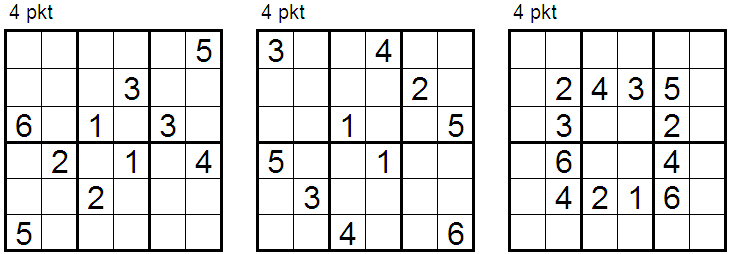 4 pkt 4 pkt 4 pkt
5 3 4
3 2 2 4 3 5
6 1 3 1 5 3 2
2 1 4 5 1 6 4
2 3 4 2 1 6
5 4 6